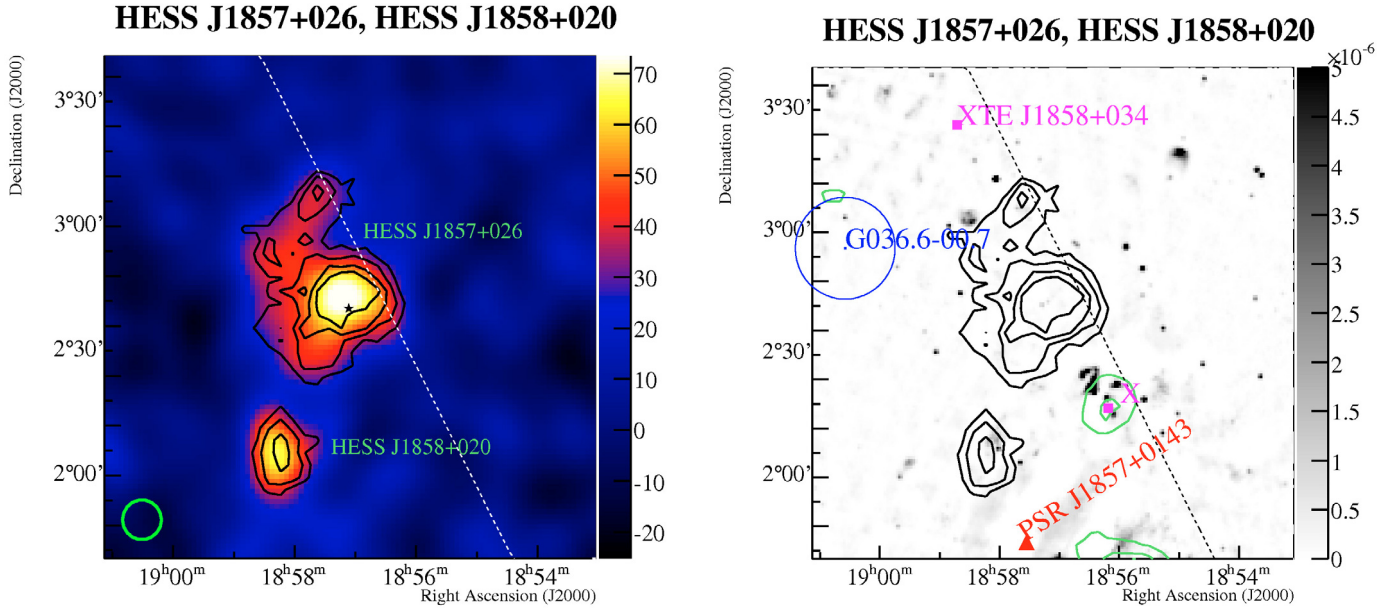 HESS J1857+026, HESS J1858+020
Declination (J2000)
3°30'
3°00'
2°30'
2°00'
HESS J1857+026
HESS J1858+020
70
60
50
40
30
20
10
0
-10
-20
19h00m
18h58m
18h56m
18h54m
Right Ascension (J2000)
HESS J1857+026, HESS J1858+020
Declination (J2000)
3°30'
3°00'
2°30'
2°00'
XTE J1858+034
G036.6-00.7
X
PSR J1857+0143
×10-6
5
4.5
4
3.5
3
2.5
2
1.5
1
0.5
0
19h00m
18h58m
18h56m
18h54m
Right Ascension (J2000)